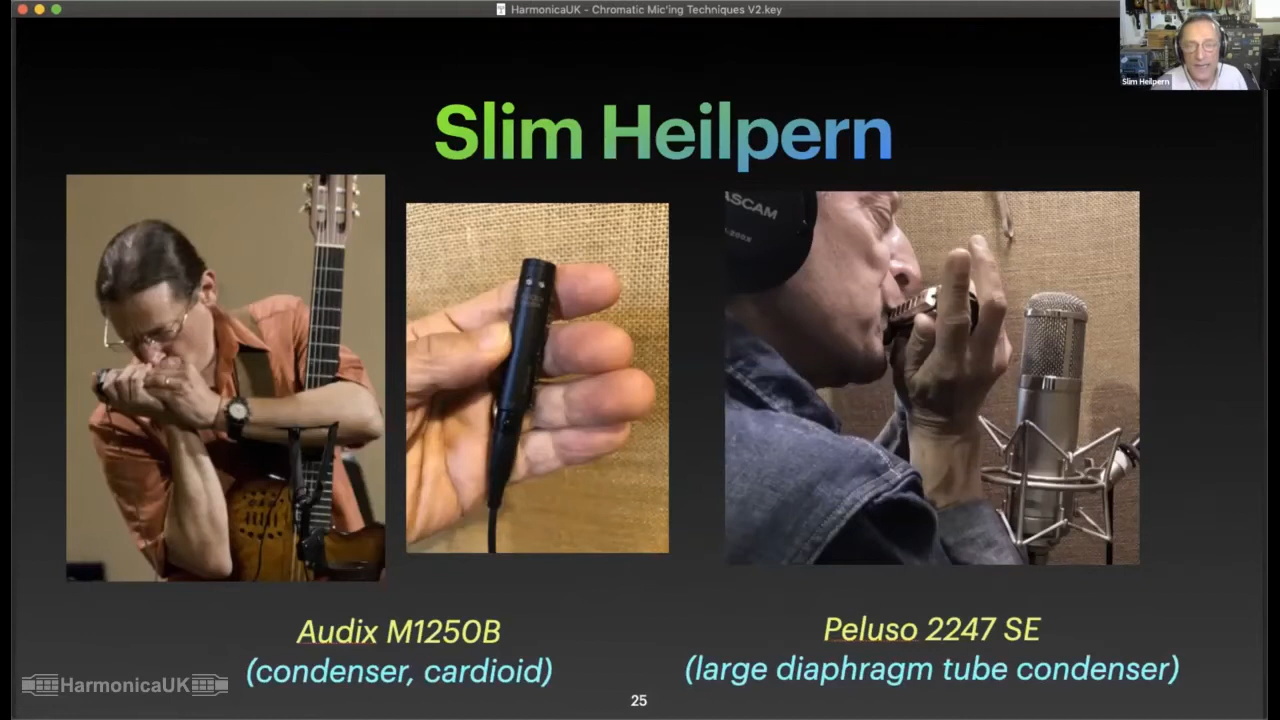 HarmonicaUK - Chromatic Mic'ing Techniques V2.key
Slim Heilpern
Slim Heilpern
ASCAM
Audix M1250B
(condenser, cardioid)
Peluso 2247 SE
(large diaphragm tube condenser)
HarmonicaUK
25